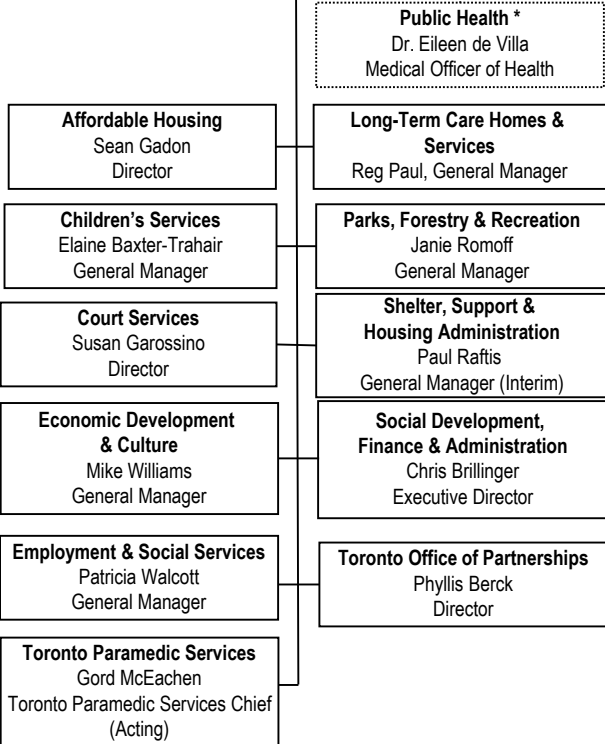 Public Health *
Dr. Eileen de Villa
Medical Officer of Health
Affordable Housing
Sean Gadon
Director
Long-Term Care Homes &
Services
Reg Paul, General Manager
Children’s Services
Elaine Baxter-Trahair
General Manager
Parks, Forestry & Recreation
Janie Romoff
General Manager
Court Services
Susan Garossino
Director
Shelter, Support &
Housing Administration
Paul Raftis
General Manager (Interim)
Economic Development
& Culture
Mike Williams
General Manager
Social Development,
Finance & Administration
Chris Brillinger
Executive Director
Employment & Social Services
Patricia Walcott
General Manager
Toronto Office of Partnerships
Phyllis Berck
Director
Toronto Paramedic Services
Gord McEachen
Toronto Paramedic Services Chief
(Acting)